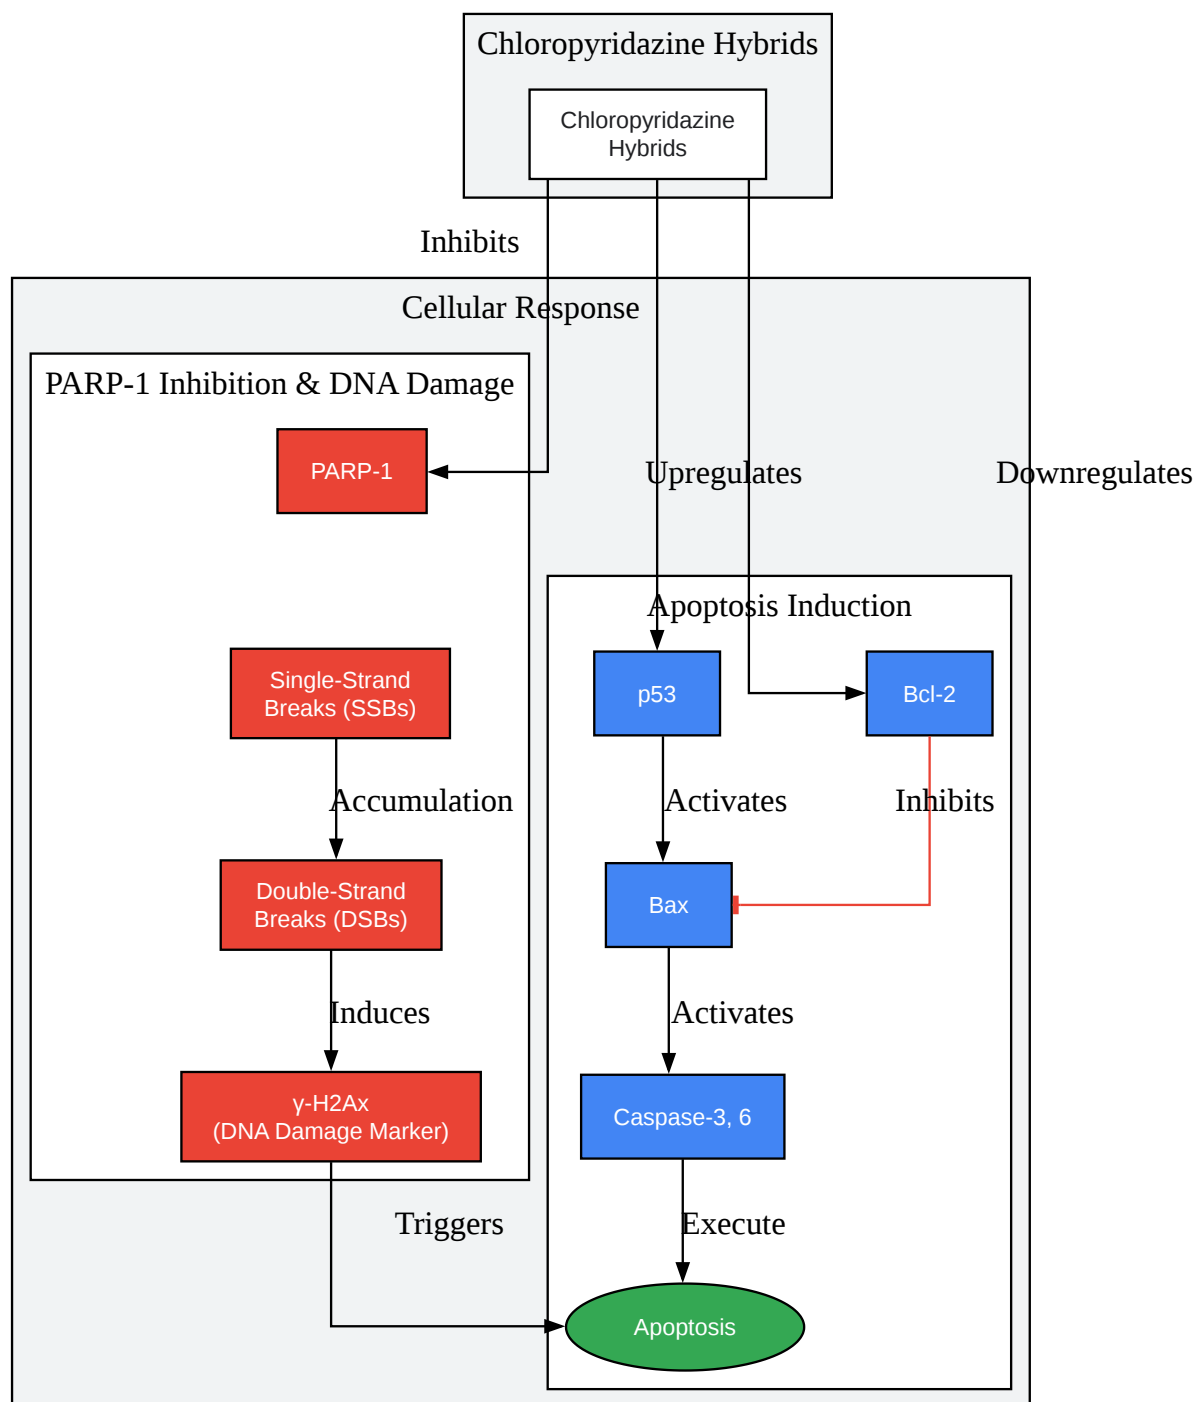 Chloropyridazine Hybrids
Chloropyridazine
Hybrids
Inhibits
Cellular Response
PARP-1 Inhibition & DNA Damage
PARP-1
Upregulates
Downregulates
Apoptosis Induction
Single-Strand
Breaks (SSBs)
p53
Bcl-2
Accumulation
Activates
Inhibits
Double-Strand
Breaks (DSBs)
Bax
Induces
Activates
γ-H2Ax
(DNA Damage Marker)
Caspase-3, 6
Triggers
Execute
Apoptosis